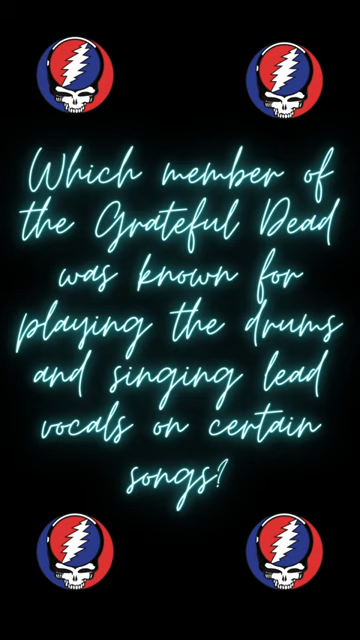 Which member of
the Grateful Dead
was known for
playing the drums
and singing lead
vocals on certain
songs?